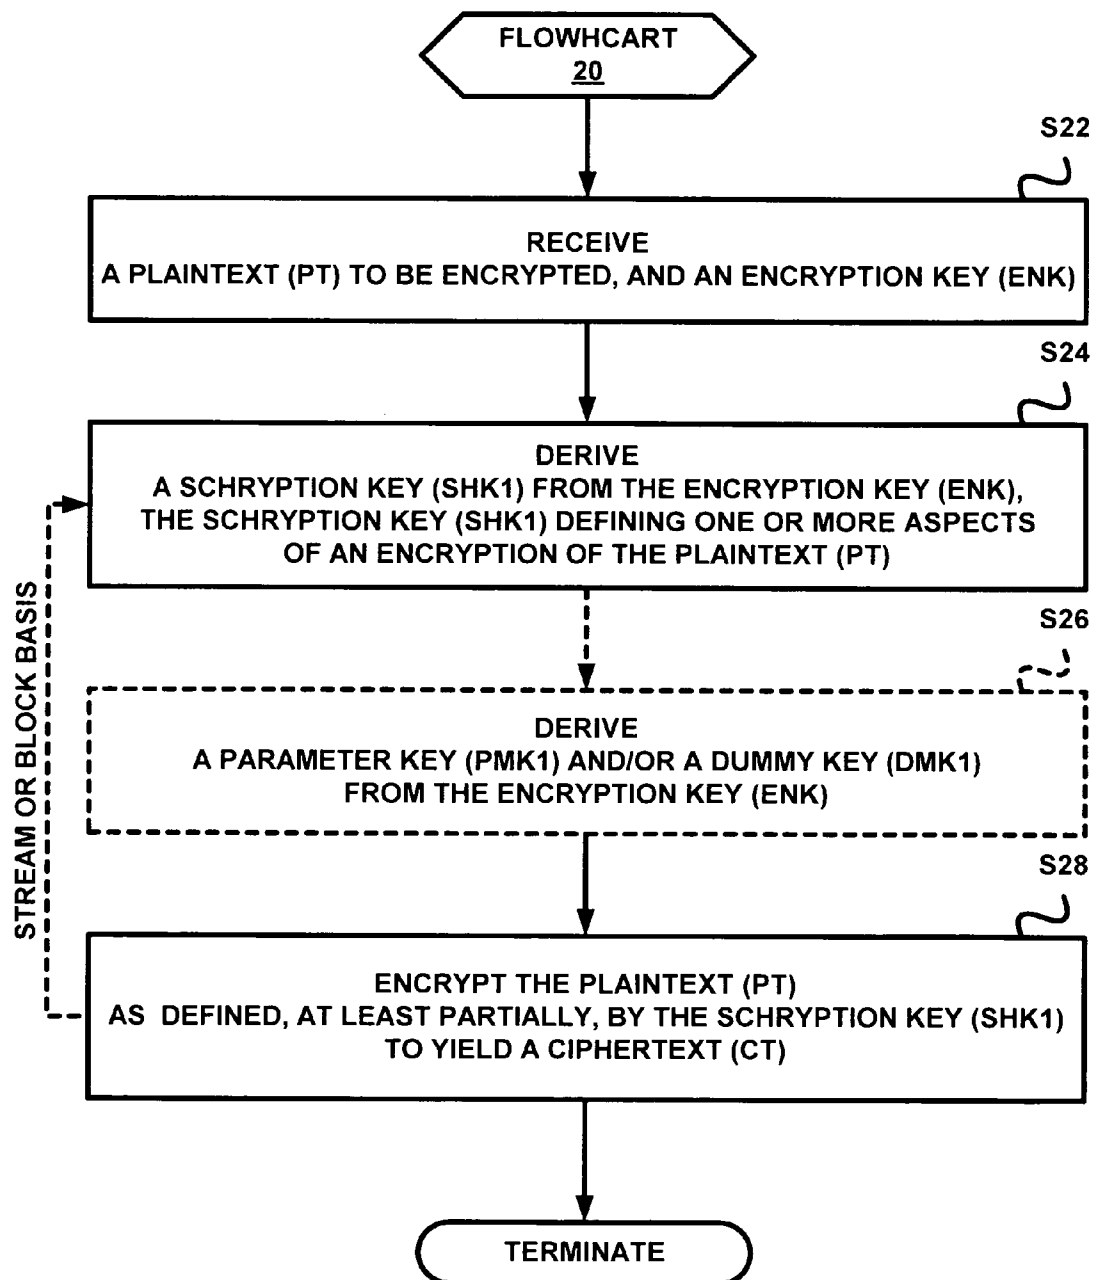 FLOWHCART
20
S22
RECEIVE
A PLAINTEXT (PT) TO BE ENCRYPTED, AND AN ENCRYPTION KEY (ENK)
S24
DERIVE
A SCHRYPTION KEY (SHK1) FROM THE ENCRYPTION KEY (ENK),
THE SCHRYPTION KEY (SHK1) DEFINING ONE OR MORE ASPECTS
OF AN ENCRYPTION OF THE PLAINTEXT (PT)
STREAM OR BLOCK BASIS
S26
DERIVE
A PARAMETER KEY (PMK1) AND/OR A DUMMY KEY (DMK1)
FROM THE ENCRYPTION KEY (ENK)
S28
ENCRYPT THE PLAINTEXT (PT)
AS DEFINED, AT LEAST PARTIALLY, BY THE SCHRYPTION KEY (SHK1)
TO YIELD A CIPHERTEXT (CT)
TERMINATE